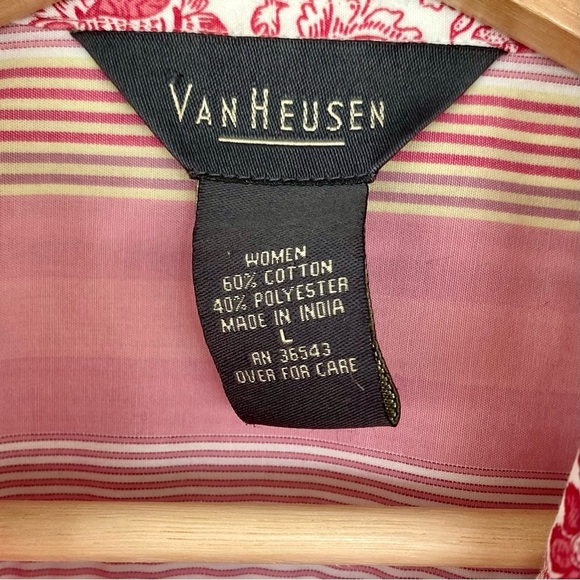 VAN HEUSEN
WOMEN
60% COTTON
40% POLYESTER
MADE IN INDIA
L
RN 36543
OVER FOR CARE